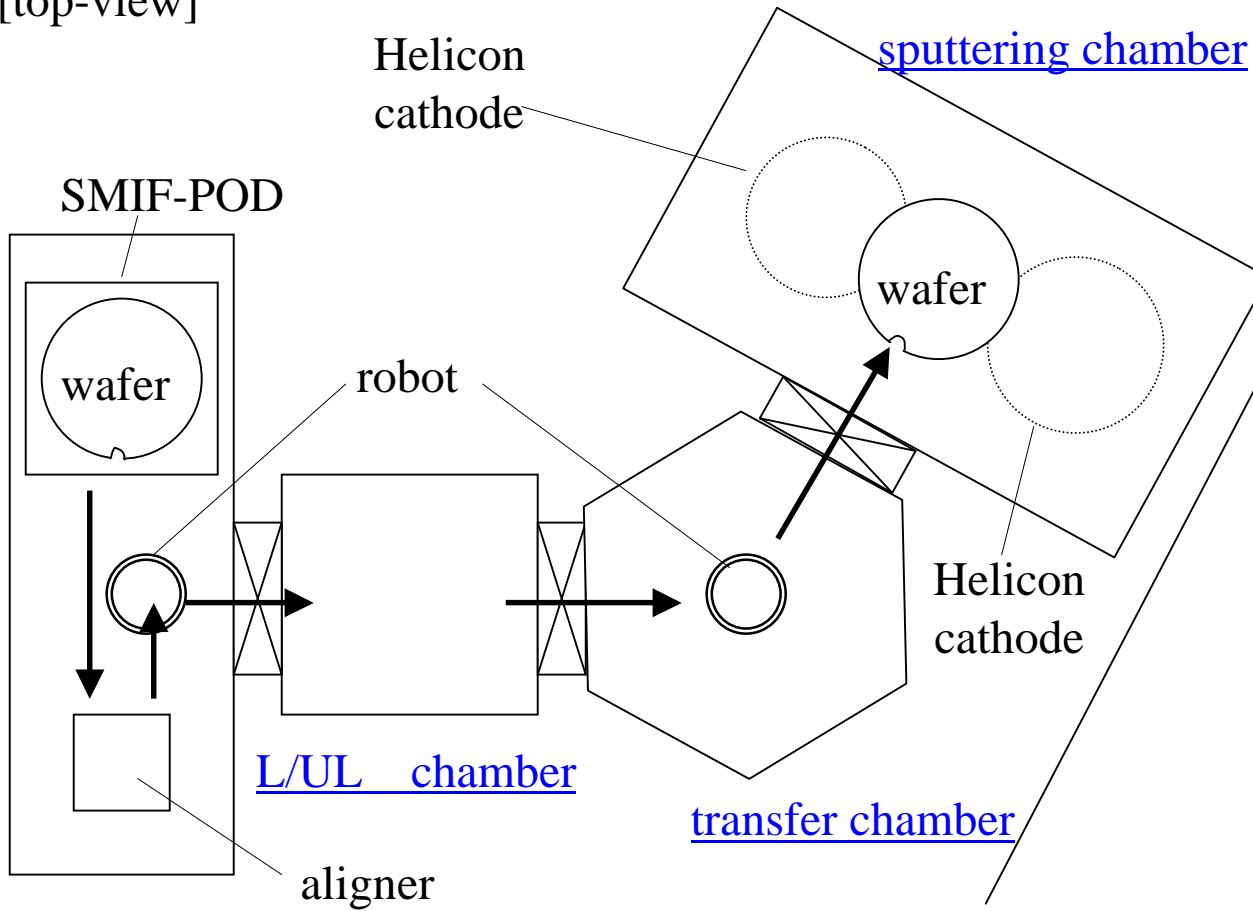 [top-view]
Helicon
cathode
sputtering chamber
SMIF-POD
wafer
wafer
robot
Helicon
cathode
L/UL chamber
transfer chamber
aligner